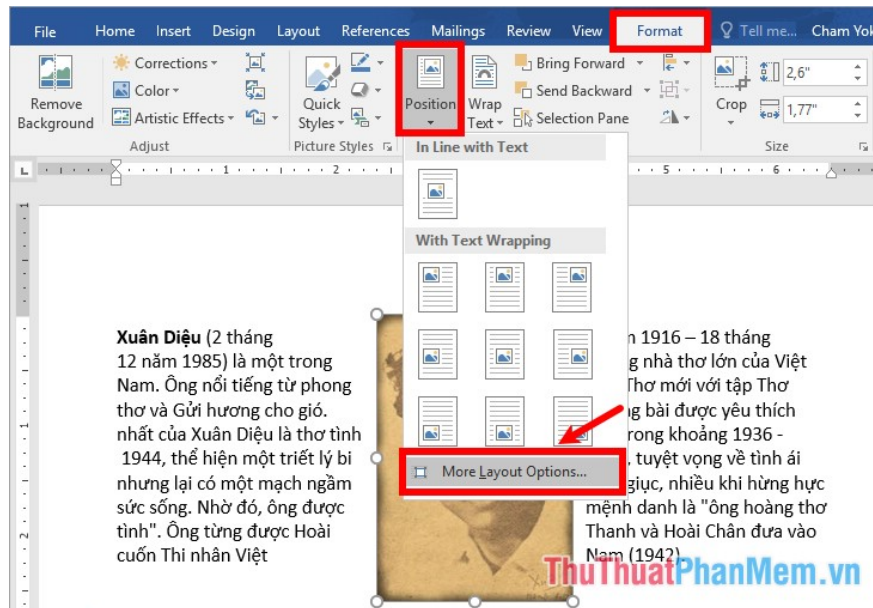 File Home Insert Design Layout References Mailings Review View Format Tell me... Cham Yok
Corrections
Color
Artistic Effects
Remove Background
Adjust
Quick Styles
Picture Styles
Position
Wrap Text
Bring Forward
Send Backward
Selection Pane
Crop
2,6"
1,77"
Size
In Line with Text
With Text Wrapping
More Layout Options...
1 2 5 6
1
1
2
Xuân Diệu (2 tháng 1916 – 18 tháng
12 năm 1985) là một trong g nhà thơ lớn của Việt
Nam. Ông nổi tiếng từ phong Thơ mới với tập Thơ
thơ và Gửi hương cho gió. g bài được yêu thích
nhất của Xuân Diệu là thơ tình rong khoảng 1936 -
1944, thể hiện một triết lý bi tuyệt vọng về tình ái
nhưng lại có một mạch ngầm giục, nhiều khi hừng hực
sức sống. Nhờ đó, ông được mệnh danh là "ông hoàng thơ
tình". Ông từng được Hoài Thanh và Hoài Chân đưa vào
cuốn Thi nhân Việt Nam (1942).
ThuThuatPhanMem.vn